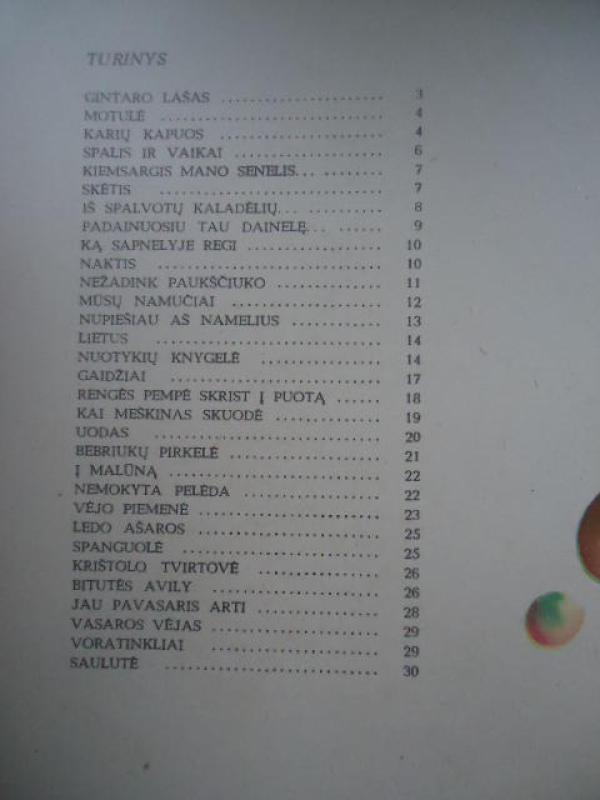 TURINYS
GINTARO LAŠAS ..................... 3
MOTULĖ ......................... 4
KARIŲ KAPUOS ..................... 4
SPALIS IR VAIKAI ................... 6
KIEMSARGIS MANO SENELIS... ......... 7
SKĖTIS ............................ 7
IŠ SPALVOTŲ KALADĖLIŲ... .......... 8
PADAINUOSIU TAU DAINELĘ... ...... 9
KĄ SAPNELYJE REGI ................. 10
NAKTIS ............................ 10
NEŽADINK PAUKŠČIUKO ............... 11
MŪSŲ NAMUČIAI ................... 12
NUPIEŠIAU AŠ NAMELIUS ............ 13
LIETUS ............................. 14
NUOTYKIŲ KNYGELĖ ............... 14
GAIDŽIAI ........................... 17
RENGĖS PEMPĖ SKRIST Į PUOTĄ ...... 18
KAI MEŠKINAS SKUODĖ .............. 19
UODAS ............................. 20
BEBRIUKŲ PIRKELĖ .................. 21
Į MALŪNĄ ........................... 22
NEMOKYTA PELĖDA ................... 22
VĖJO PIEMENĖ ....................... 23
LEDO AŠAROS ........................ 25
SPANGUOLĖ ......................... 25
KRIŠTOLO TVIRTOVĖ ................ 26
BITUTĖS AVILY ..................... 26
JAU PAVASARIS ARTI ................. 28
VASAROS VĖJAS ...................... 29
VORATINKLIAI ...................... 29
SAULUTĖ ............................ 30